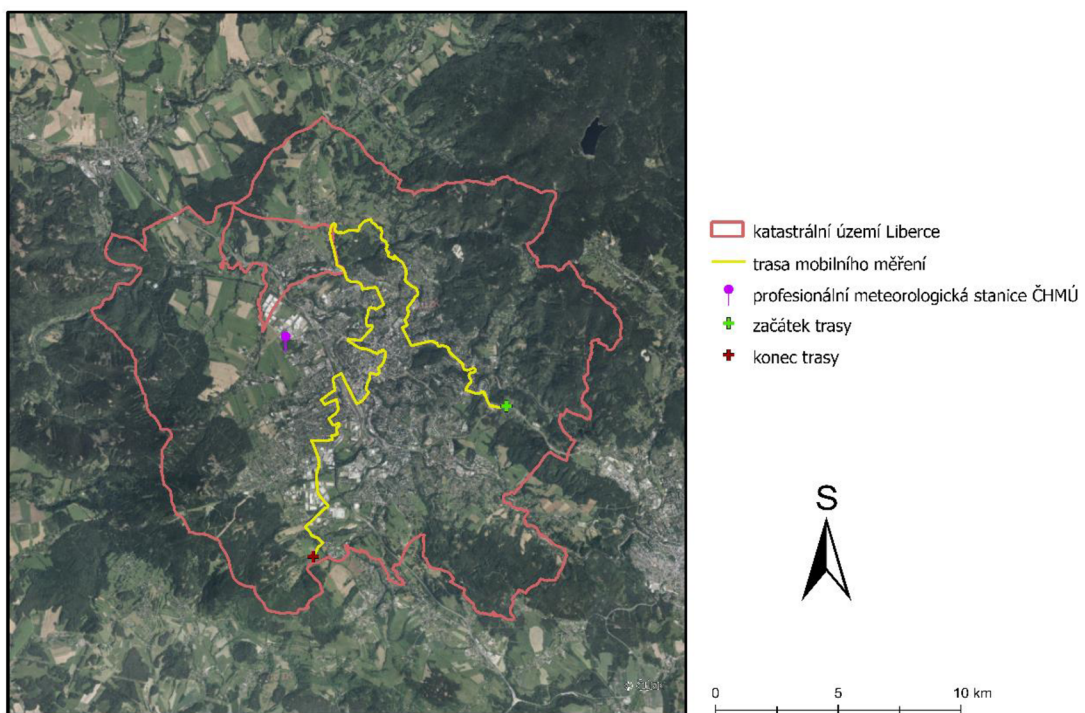 katastrální území Liberce
trasa mobilního měření
profesionální meteorologická stanice ČHMÚ
začátek trasy
konec trasy
S
0 5 10 km